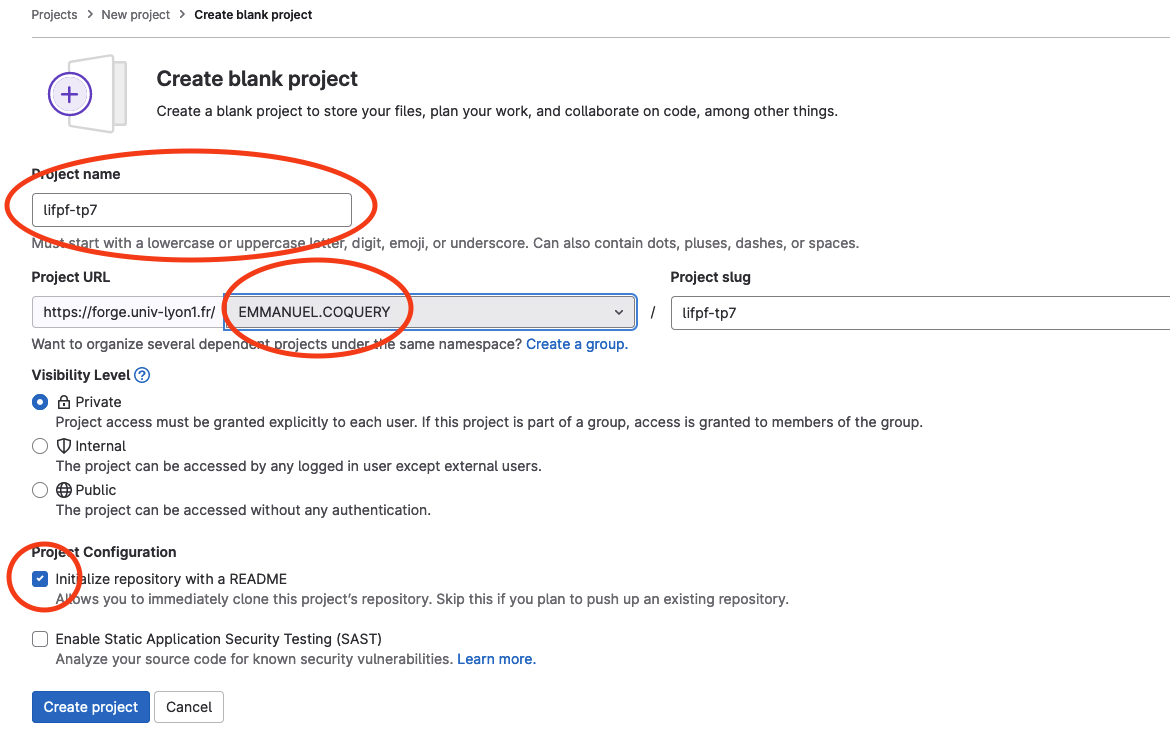 Projects > New project > Create blank project
Create blank project
Create a blank project to store your files, plan your work, and collaborate on code, among other things.
Project name
lifpf-tp7
Must start with a lowercase or uppercase letter, digit, emoji, or underscore. Can also contain dots, pluses, dashes, or spaces.
Project URL
Project slug
https://forge.univ-lyon1.fr/ EMMANUEL.COQUERY / lifpf-tp7
Want to organize several dependent projects under the same namespace? Create a group.
Visibility Level ?
Private
Project access must be granted explicitly to each user. If this project is part of a group, access is granted to members of the group.
Internal
The project can be accessed by any logged in user except external users.
Public
The project can be accessed without any authentication.
Project Configuration
Initialize repository with a README
Allows you to immediately clone this project's repository. Skip this if you plan to push up an existing repository.
Enable Static Application Security Testing (SAST)
Analyze your source code for known security vulnerabilities. Learn more.
Create project Cancel